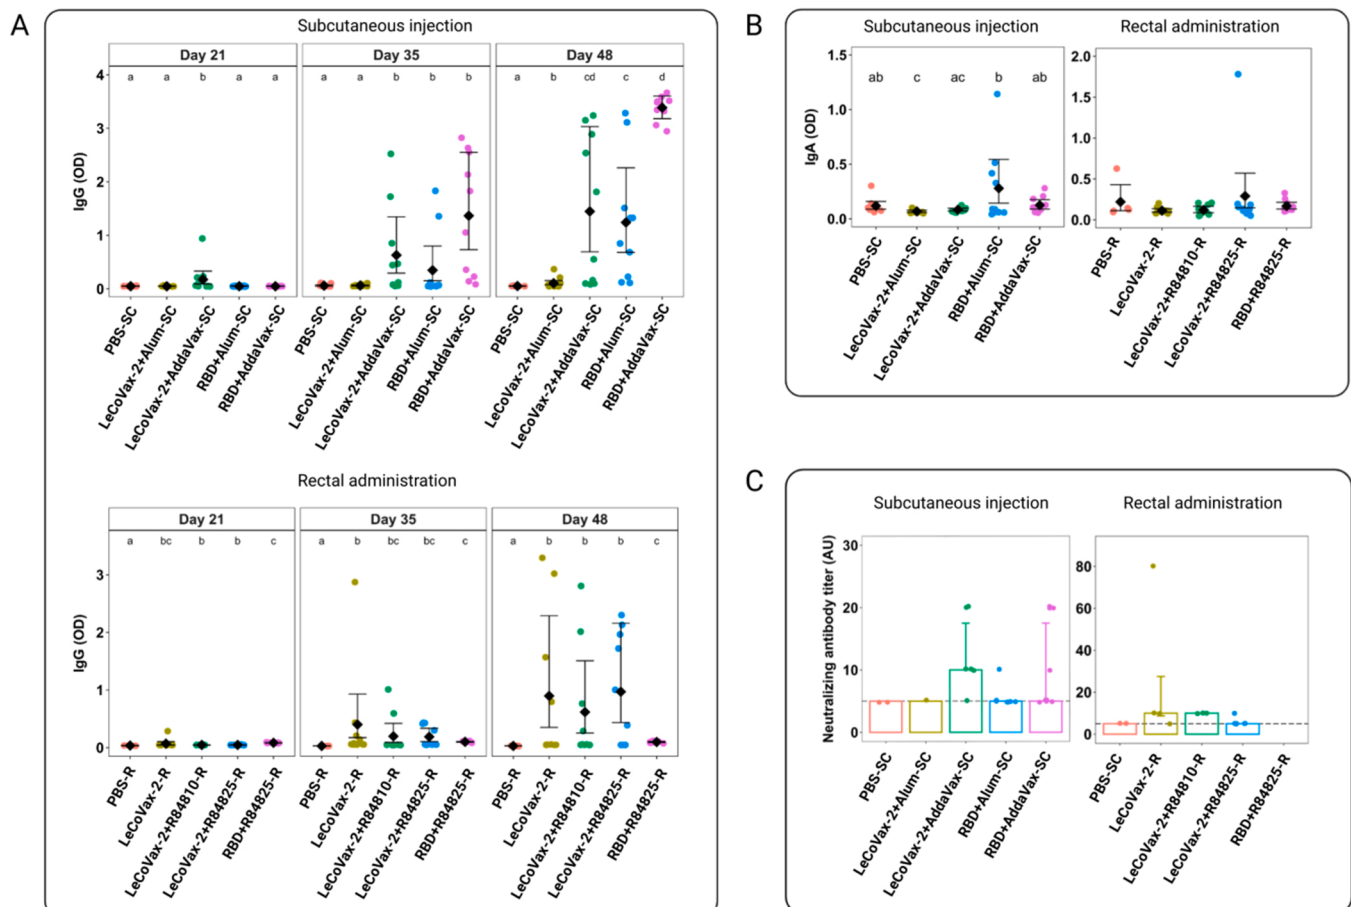 A
Subcutaneous injection
Day 21
Day 35
Day 48
a a b a a
a a b b b
a b cd c d
IgG (OD)
4
3
2
1
0
PBS-SC
LeCoVax-2+Alum-SC
LeCoVax-2+AddaVax-SC
RBD+Alum-SC
RBD+AddaVax-SC
PBS-SC
LeCoVax-2+Alum-SC
LeCoVax-2+AddaVax-SC
RBD+Alum-SC
RBD+AddaVax-SC
PBS-SC
LeCoVax-2+Alum-SC
LeCoVax-2+AddaVax-SC
RBD+Alum-SC
RBD+AddaVax-SC
Rectal administration
Day 21
Day 35
Day 48
a bc b b c
a b bc bc c
a b b b c
IgG (OD)
3
2
1
0
PBS-R
LeCoVax-2-R
LeCoVax-2+R84810-R
LeCoVax-2+R84825-R
RBD+R84825-R
PBS-R
LeCoVax-2-R
LeCoVax-2+R84810-R
LeCoVax-2+R84825-R
RBD+R84825-R
PBS-R
LeCoVax-2-R
LeCoVax-2+R84810-R
LeCoVax-2+R84825-R
RBD+R84825-R
B
Subcutaneous injection
Rectal administration
IgA (OD)
1.5
1.0
0.5
0.0
ab c ac b ab
PBS-SC
LeCoVax-2+Alum-SC
LeCoVax-2+AddaVax-SC
RBD+Alum-SC
RBD+AddaVax-SC
2.0
1.5
1.0
0.5
0.0
PBS-R
LeCoVax-2-R
LeCoVax-2+R84810-R
LeCoVax-2+R84825-R
RBD+R84825-R
C
Subcutaneous injection
Rectal administration
Neutralizing antibody titer (AU)
30
20
10
0
PBS-SC
LeCoVax-2+Alum-SC
LeCoVax-2+AddaVax-SC
RBD+Alum-SC
RBD+AddaVax-SC
80
60
40
20
0
PBS-SC
LeCoVax-2-R
LeCoVax-2+R84810-R
LeCoVax-2+R84825-R
RBD+R84825-R